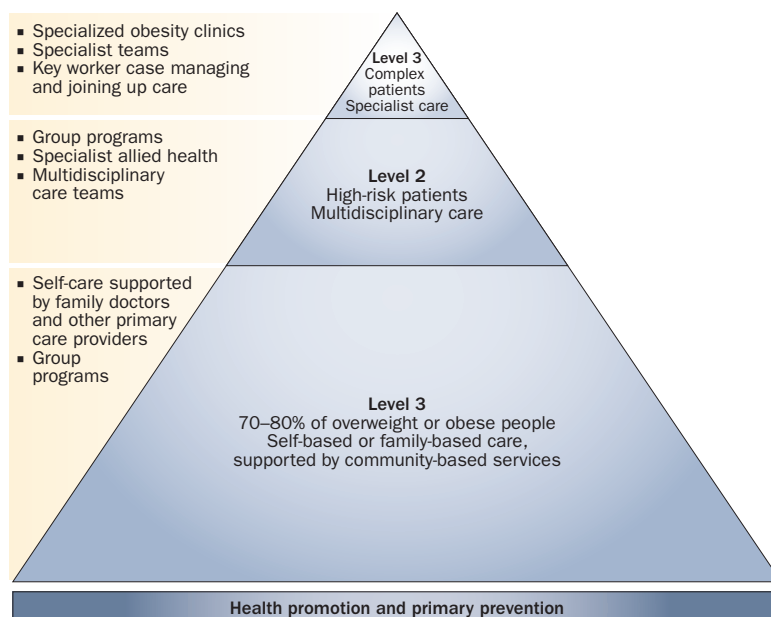 ▪ Specialized obesity clinics
▪ Specialist teams
▪ Key worker case managing
and joining up care
Level 3
Complex
patients
Specialist care
▪ Group programs
▪ Specialist allied health
▪ Multidisciplinary
care teams
Level 2
High-risk patients
Multidisciplinary care
▪ Self-care supported
by family doctors
and other primary
care providers
▪ Group
programs
Level 3
70–80% of overweight or obese people
Self-based or family-based care,
supported by community-based services
Health promotion and primary prevention